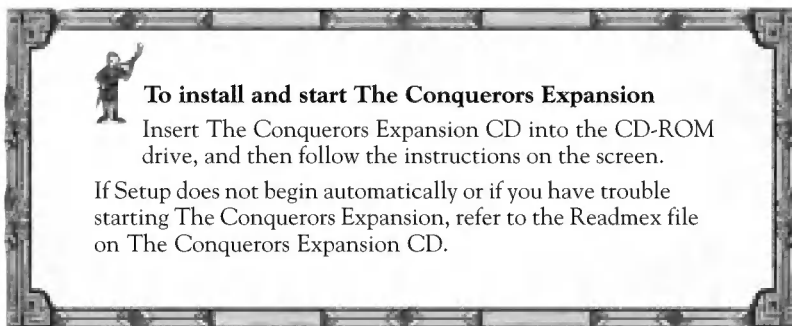 To install and start The Conquerors Expansion
Insert The Conquerors Expansion CD into the CD-ROM
drive, and then follow the instructions on the screen.
If Setup does not begin automatically or if you have trouble
starting The Conquerors Expansion, refer to the Readmex file
on The Conquerors Expansion CD.